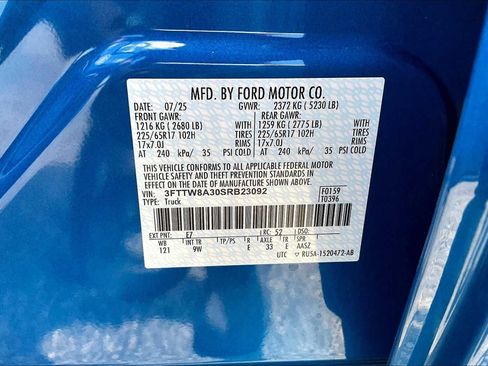 MFD. BY FORD MOTOR CO.
DATE: 07/25 GVWR: 2372 KG ( 5230 LB)
FRONT GAWR: REAR GAWR:
1216 KG ( 2680 LB) 1259 KG ( 2775 LB)
225/65R17 102H TIRES 225/65R17 102H TIRES
17x7.0J RIMS 17x7.0J RIMS
AT 240 kPa/ 35 PSI COLD AT 240 kPa/ 35 PSI COLD
THIS VEHICLE CONFORMS TO ALL APPLICABLE FEDERAL MOTOR
VEHICLE SAFETY AND THEFT PREVENTION STANDARDS IN EFFECT
ON THE DATE OF MANUFACTURE SHOWN ABOVE.
VIN: 3FTTW8A30SRB23092 F0159
TYPE: Truck T0396
EXT PNT: E7 RC: 52 DSO:
WB INT TR TP/PS R AXLE TR SPR
121 9W E 33 E AASZ
UTC RU5A-1520472-AB